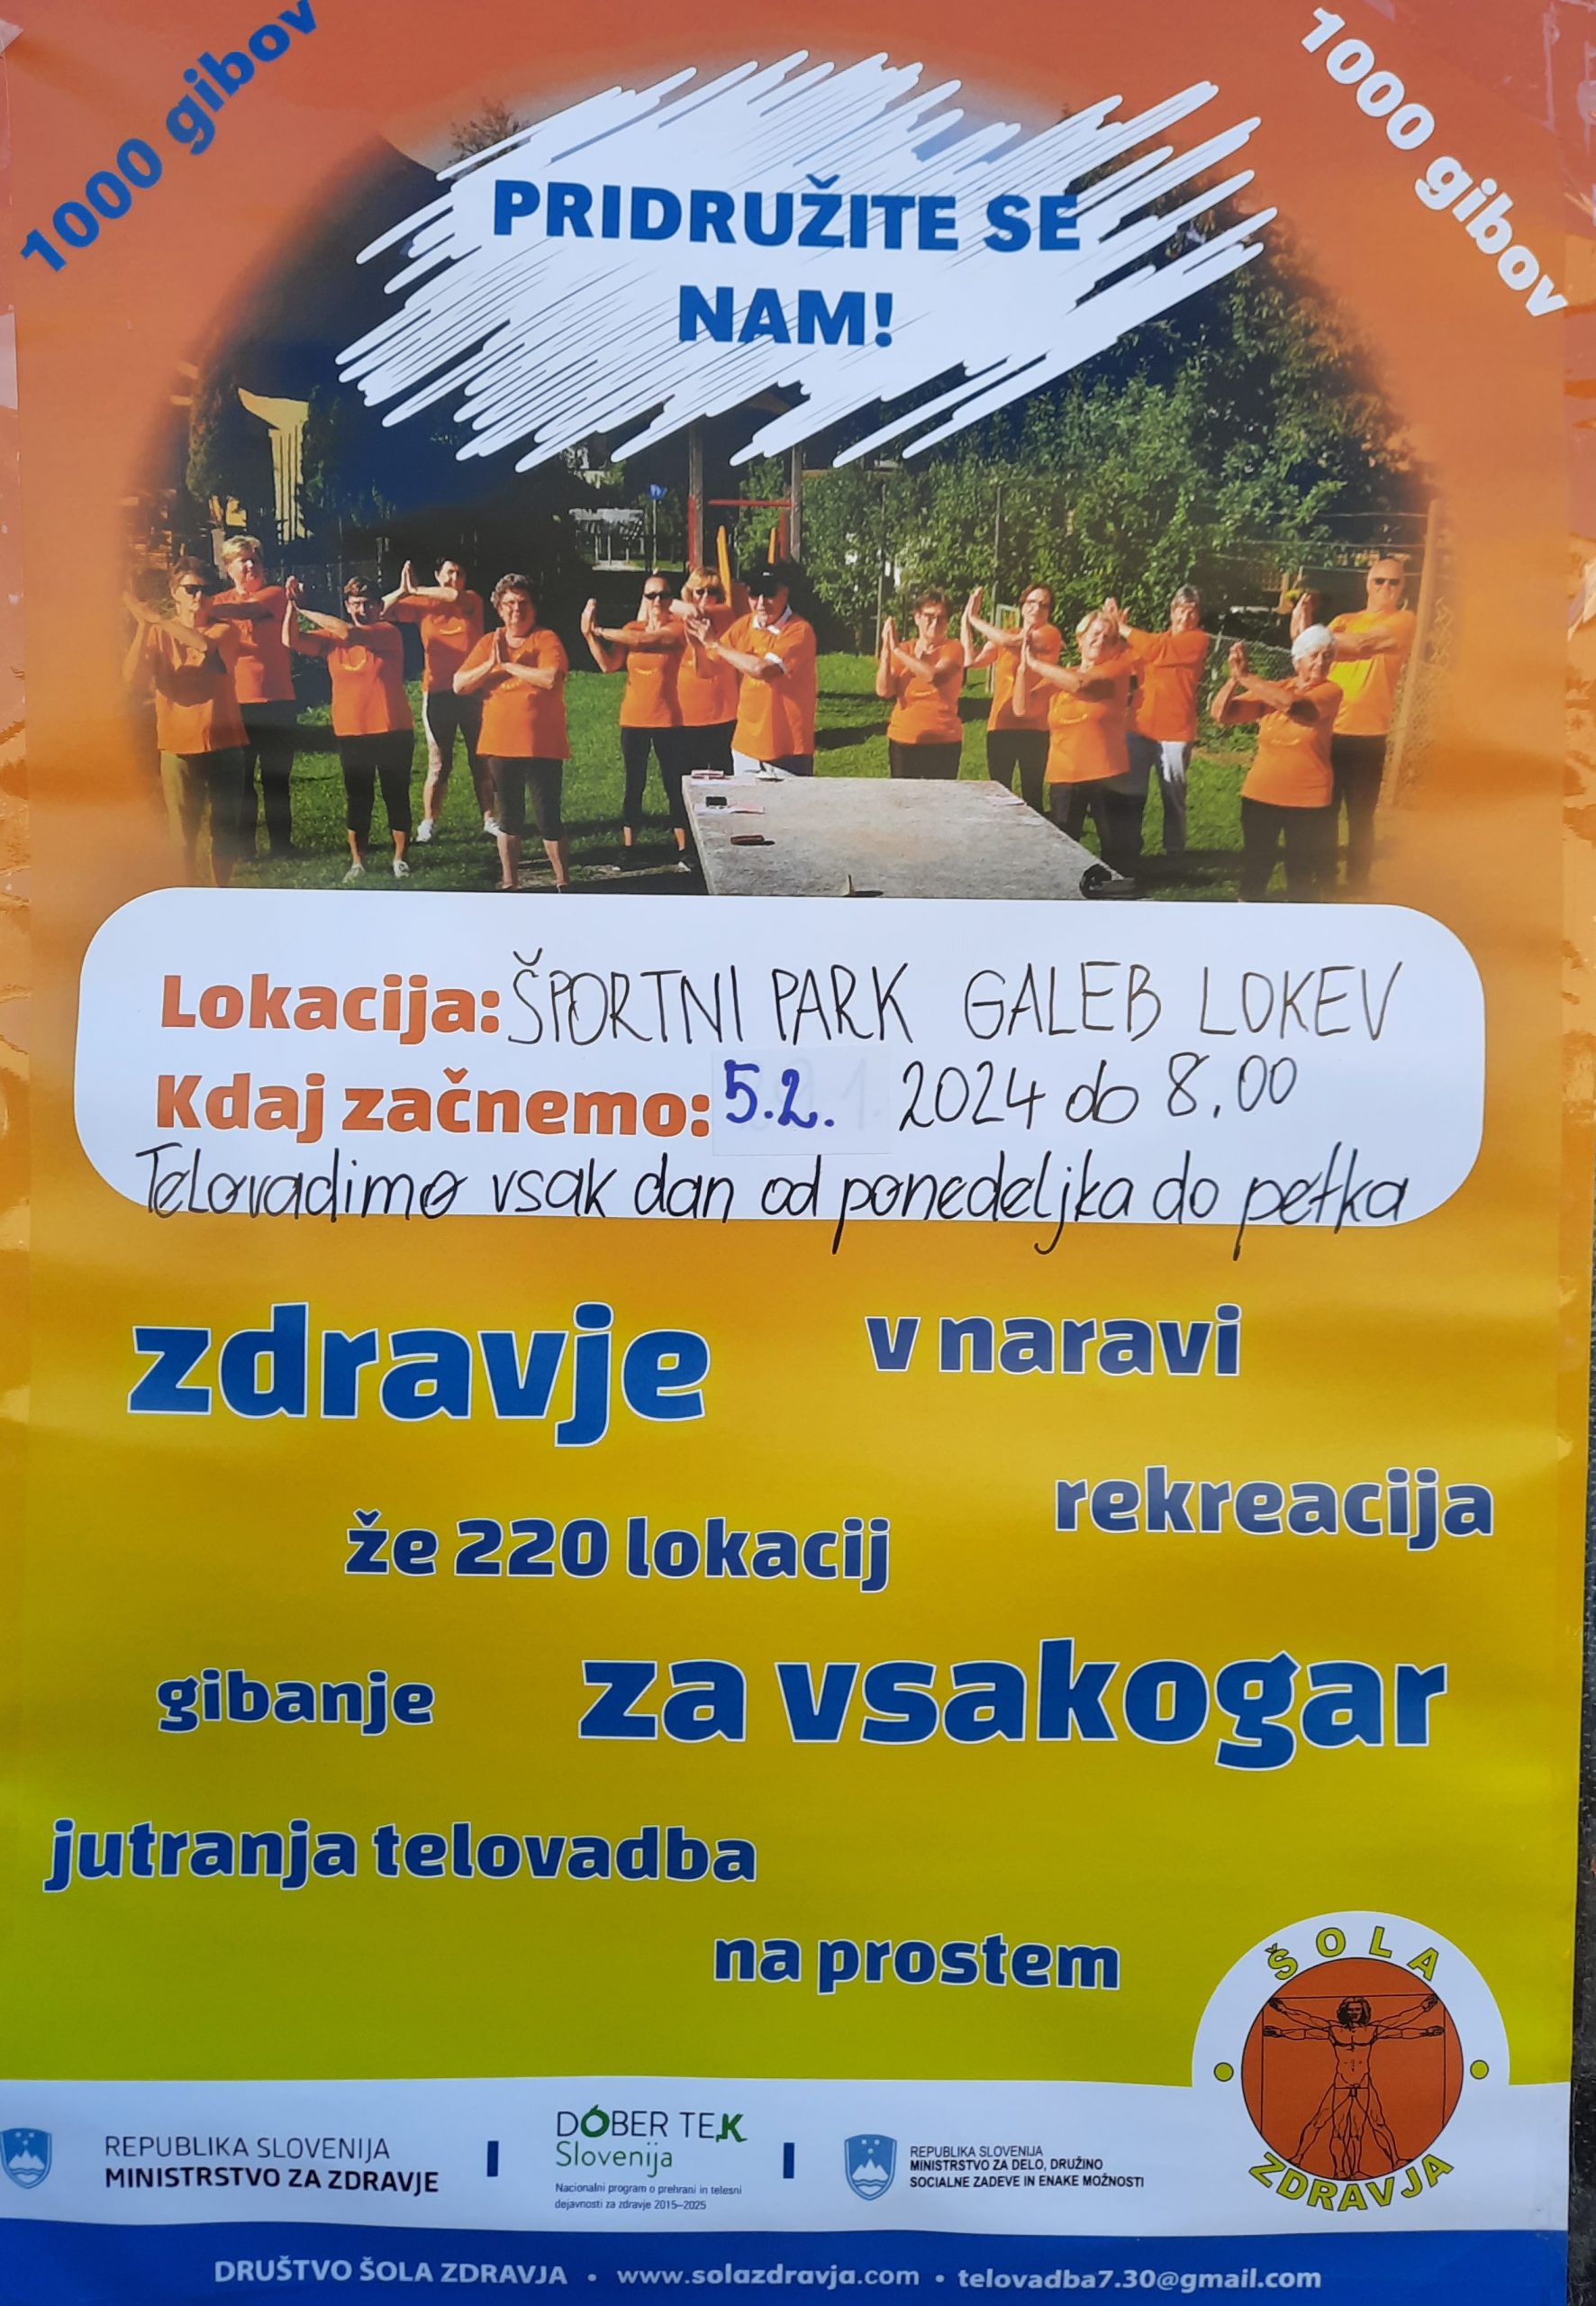 1000 gibov
1000 gibov
PRIDRUŽITE SE
NAM!
Lokacija: ŠPORTNI PARK GALEB LOKEV
Kdaj začnemo: 5.2. 2024 ob 8.00
Telovadimo vsak dan od ponedeljka do petka
zdravje
v naravi
rekreacija
že 220 lokacij
gibanje
za vsakogar
jutranja telovadba
na prostem
ŠOLA
ZDRAVJA
REPUBLIKA SLOVENIJA
MINISTRSTVO ZA ZDRAVJE
DOBER TEK
Slovenija
Nacionalni program o prehrani in telesni
dejavnosti za zdravje 2015–2025
REPUBLIKA SLOVENIJA
MINISTRSTVO ZA DELO, DRUŽINO
SOCIALNE ZADEVE IN ENAKE MOŽNOSTI
DRUŠTVO ŠOLA ZDRAVJA • www.solazdravja.com • telovadba7.30@gmail.com